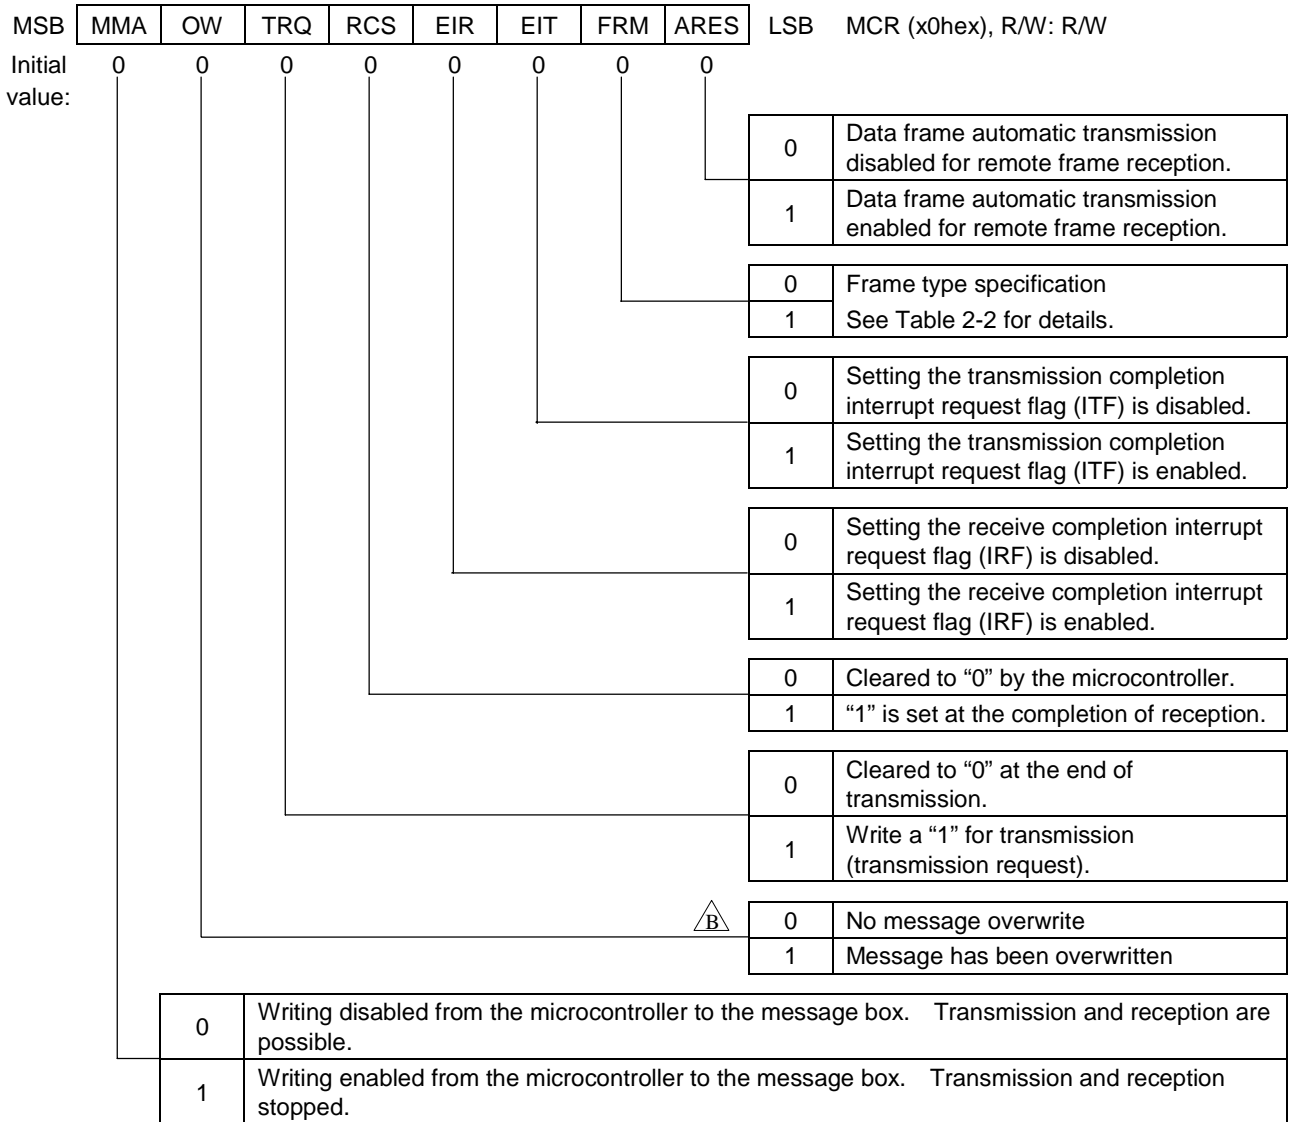 MSB MMA OW TRQ RCS EIR EIT FRM ARES LSB MCR (x0hex), R/W: R/W
Initial value: 0 0 0 0 0 0 0 0
0 Data frame automatic transmission
disabled for remote frame reception.
1 Data frame automatic transmission
enabled for remote frame reception.
0 Frame type specification
1 See Table 2-2 for details.
0 Setting the transmission completion
interrupt request flag (ITF) is disabled.
1 Setting the transmission completion
interrupt request flag (ITF) is enabled.
0 Setting the receive completion interrupt
request flag (IRF) is disabled.
1 Setting the receive completion interrupt
request flag (IRF) is enabled.
0 Cleared to “0” by the microcontroller.
1 “1” is set at the completion of reception.
0 Cleared to “0” at the end of
transmission.
1 Write a “1” for transmission
(transmission request).
B 0 No message overwrite
1 Message has been overwritten
0 Writing disabled from the microcontroller to the message box. Transmission and reception are
possible.
1 Writing enabled from the microcontroller to the message box. Transmission and reception
stopped.